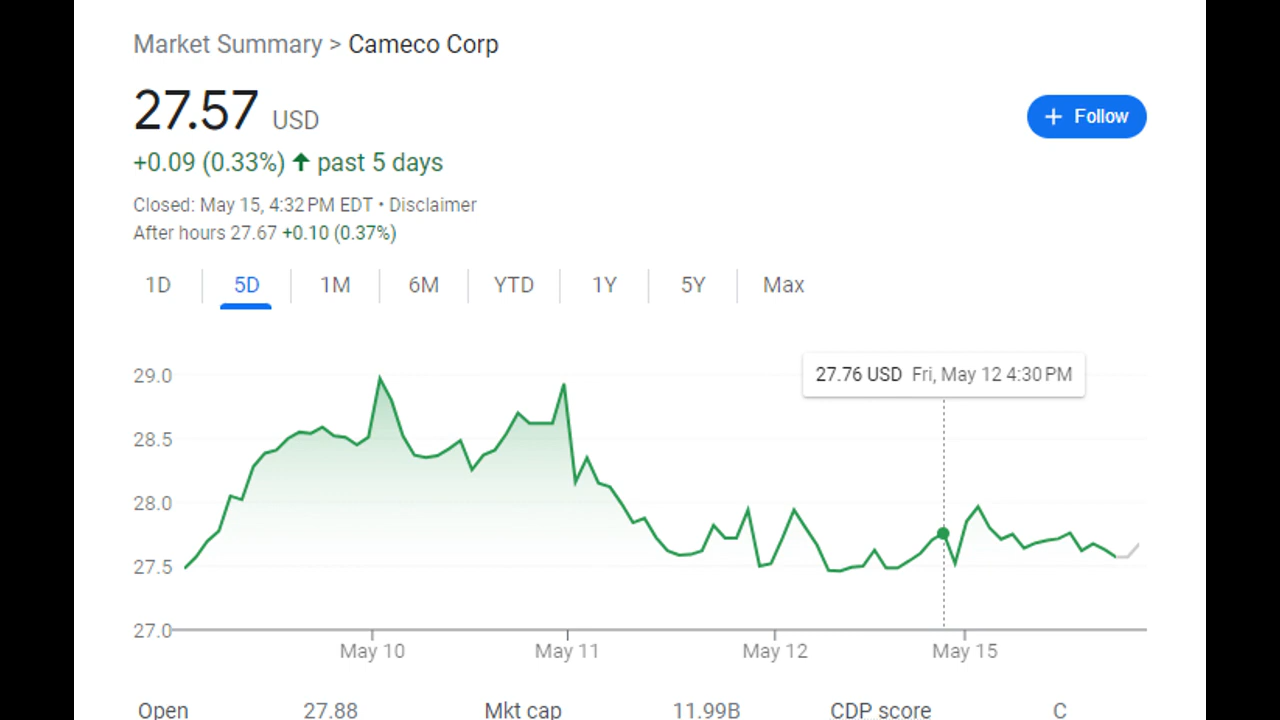 Market Summary > Cameco Corp
27.57 USD
+ Follow
+0.09 (0.33%) ↑ past 5 days
Closed: May 15, 4:32 PM EDT • Disclaimer
After hours 27.67 +0.10 (0.37%)
1D 5D 1M 6M YTD 1Y 5Y Max
27.76 USD Fri, May 12 4:30 PM
29.0
28.5
28.0
27.5
27.0
May 10 May 11 May 12 May 15
Open 27.88 Mkt cap 11.99B CDP score C